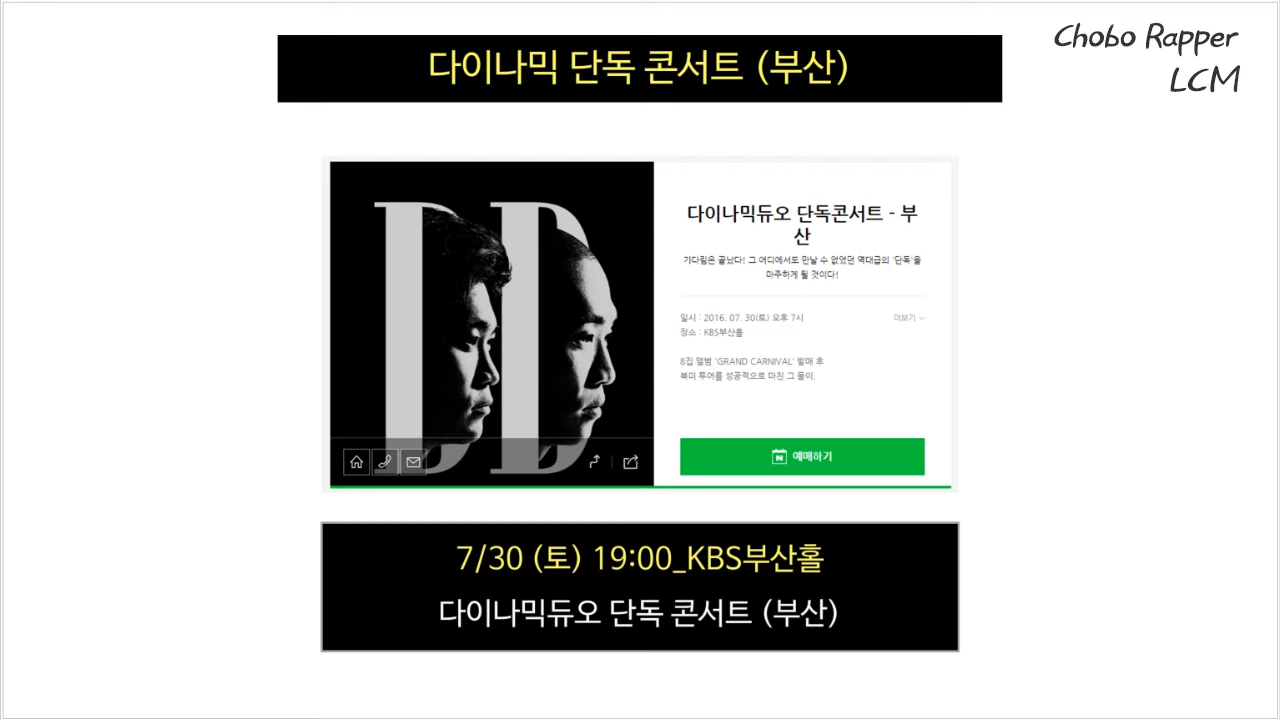 다이나믹 단독 콘서트 (부산)
Chobo Rapper
LCM
DD
다이나믹듀오 단독콘서트 - 부
산
기다림은 끝났다! 그 어디에서도 만날 수 없었던 역대급의 '단독'을
마주하게 될 것이다!
일시 : 2016. 07. 30(토) 오후 7시
더보기
장소 : KBS부산홀
8집 앨범 'GRAND CARNIVAL' 발매 후
북미 투어를 성공적으로 마친 그 둘이.
N 예매하기
7/30 (토) 19:00_KBS부산홀
다이나믹듀오 단독 콘서트 (부산)